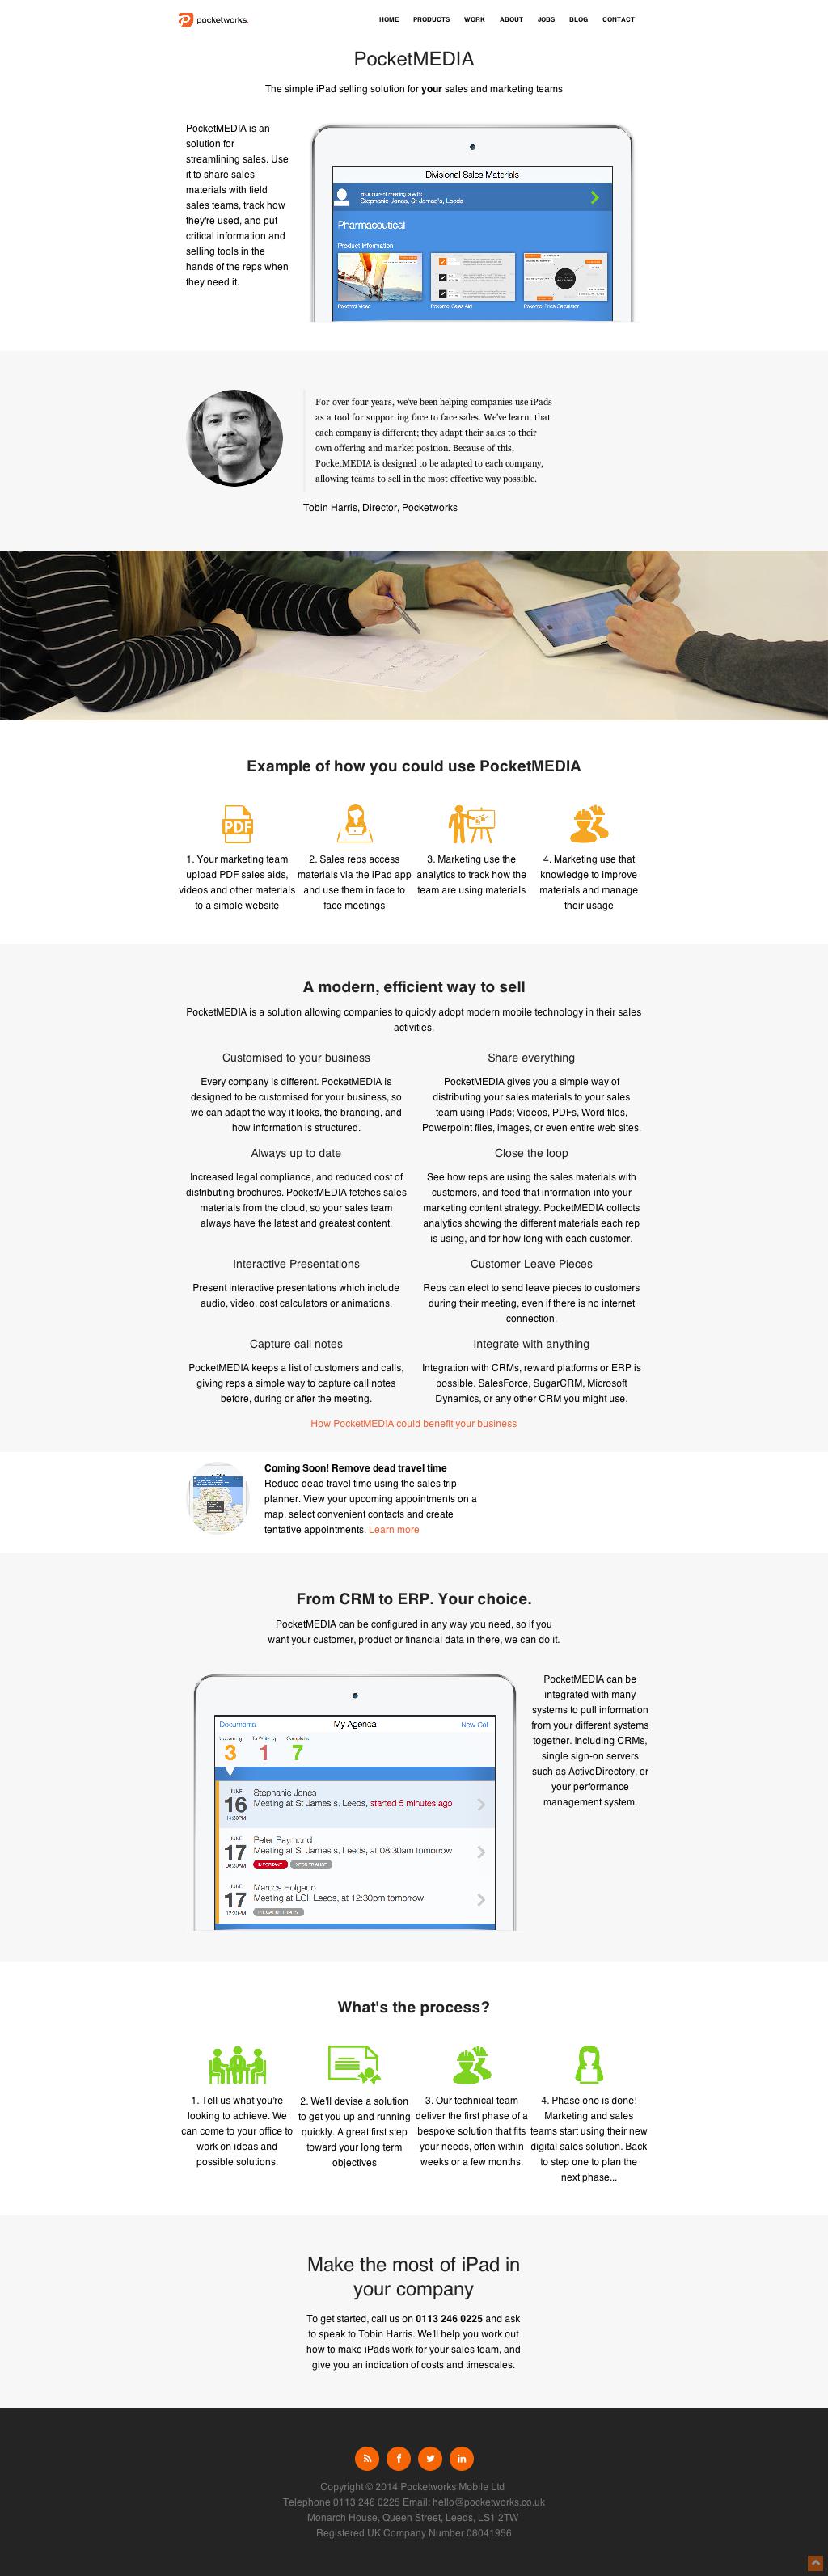 pocketworks.
HOME PRODUCTS WORK ABOUT JOBS BLOG CONTACT
PocketMEDIA
The simple iPad selling solution for your sales and marketing teams
PocketMEDIA is an
solution for
streamlining sales. Use
it to share sales
materials with field
sales teams, track how
they're used, and put
critical information and
selling tools in the
hands of the reps when
they need it.
Divisional Sales Materials
Your current meeting is with
Stephanie Jones, St James's, Leeds
Pharmaceutical
Product Information
For over four years, we've been helping companies use iPads
as a tool for supporting face to face sales. We've learnt that
each company is different; they adapt their sales to their
own offering and market position. Because of this,
PocketMEDIA is designed to be adapted to each company,
allowing teams to sell in the most effective way possible.
Tobin Harris, Director, Pocketworks
Example of how you could use PocketMEDIA
PDF
1. Your marketing team
upload PDF sales aids,
videos and other materials
to a simple website
2. Sales reps access
materials via the iPad app
and use them in face to
face meetings
3. Marketing use the
analytics to track how the
team are using materials
4. Marketing use that
knowledge to improve
materials and manage
their usage
A modern, efficient way to sell
PocketMEDIA is a solution allowing companies to quickly adopt modern mobile technology in their sales
activities.
Customised to your business
Every company is different. PocketMEDIA is
designed to be customised for your business, so
we can adapt the way it looks, the branding, and
how information is structured.
Share everything
PocketMEDIA gives you a simple way of
distributing your sales materials to your sales
team using iPads; Videos, PDFs, Word files,
Powerpoint files, images, or even entire web sites.
Always up to date
Increased legal compliance, and reduced cost of
distributing brochures. PocketMEDIA fetches sales
materials from the cloud, so your sales team
always have the latest and greatest content.
Close the loop
See how reps are using the sales materials with
customers, and feed that information into your
marketing content strategy. PocketMEDIA collects
analytics showing the different materials each rep
is using, and for how long with each customer.
Interactive Presentations
Present interactive presentations which include
audio, video, cost calculators or animations.
Customer Leave Pieces
Reps can elect to send leave pieces to customers
during their meeting, even if there is no internet
connection.
Capture call notes
PocketMEDIA keeps a list of customers and calls,
giving reps a simple way to capture call notes
before, during or after the meeting.
Integrate with anything
Integration with CRMs, reward platforms or ERP is
possible. SalesForce, SugarCRM, Microsoft
Dynamics, or any other CRM you might use.
How PocketMEDIA could benefit your business
Coming Soon! Remove dead travel time
Reduce dead travel time using the sales trip
planner. View your upcoming appointments on a
map, select convenient contacts and create
tentative appointments. Learn more
From CRM to ERP. Your choice.
PocketMEDIA can be configured in any way you need, so if you
want your customer, product or financial data in there, we can do it.
Documents My Agenda New Call
Upcoming Completed
3 1 7
JUNE
16
Stephanie Jones
Meeting at St James's, Leeds, started 5 minutes ago
JUNE
17
Peter Raymond
Meeting at St James's, Leeds, at 08:30am tomorrow
IMPORTANT
JUNE
17
Marcos Holgado
Meeting at LGI, Leeds, at 12:30pm tomorrow
PocketMEDIA can be
integrated with many
systems to pull information
from your different systems
together. Including CRMs,
single sign-on servers
such as ActiveDirectory, or
your performance
management system.
What's the process?
1. Tell us what you're
looking to achieve. We
can come to your office to
work on ideas and
possible solutions.
2. We'll devise a solution
to get you up and running
quickly. A great first step
toward your long term
objectives
3. Our technical team
deliver the first phase of a
bespoke solution that fits
your needs, often within
weeks or a few months.
4. Phase one is done!
Marketing and sales
teams start using their new
digital sales solution. Back
to step one to plan the
next phase...
Make the most of iPad in
your company
To get started, call us on 0113 246 0225 and ask
to speak to Tobin Harris. We'll help you work out
how to make iPads work for your sales team, and
give you an indication of costs and timescales.
Copyright © 2014 Pocketworks Mobile Ltd
Telephone 0113 246 0225 Email: hello@pocketworks.co.uk
Monarch House, Queen Street, Leeds, LS1 2TW
Registered UK Company Number 08041956